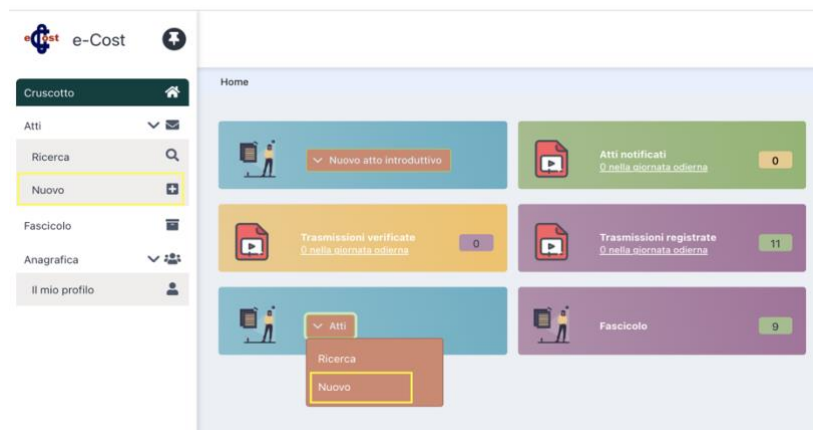 eCost e-Cost
Cruscotto
Atti
Ricerca
Nuovo
Fascicolo
Anagrafica
Il mio profilo
Home
Nuovo atto introduttivo
Atti notificati
0 nella giornata odierna
0
Trasmissioni verificate
0 nella giornata odierna
0
Trasmissioni registrate
0 nella giornata odierna
11
Atti
Ricerca
Nuovo
Fascicolo
9